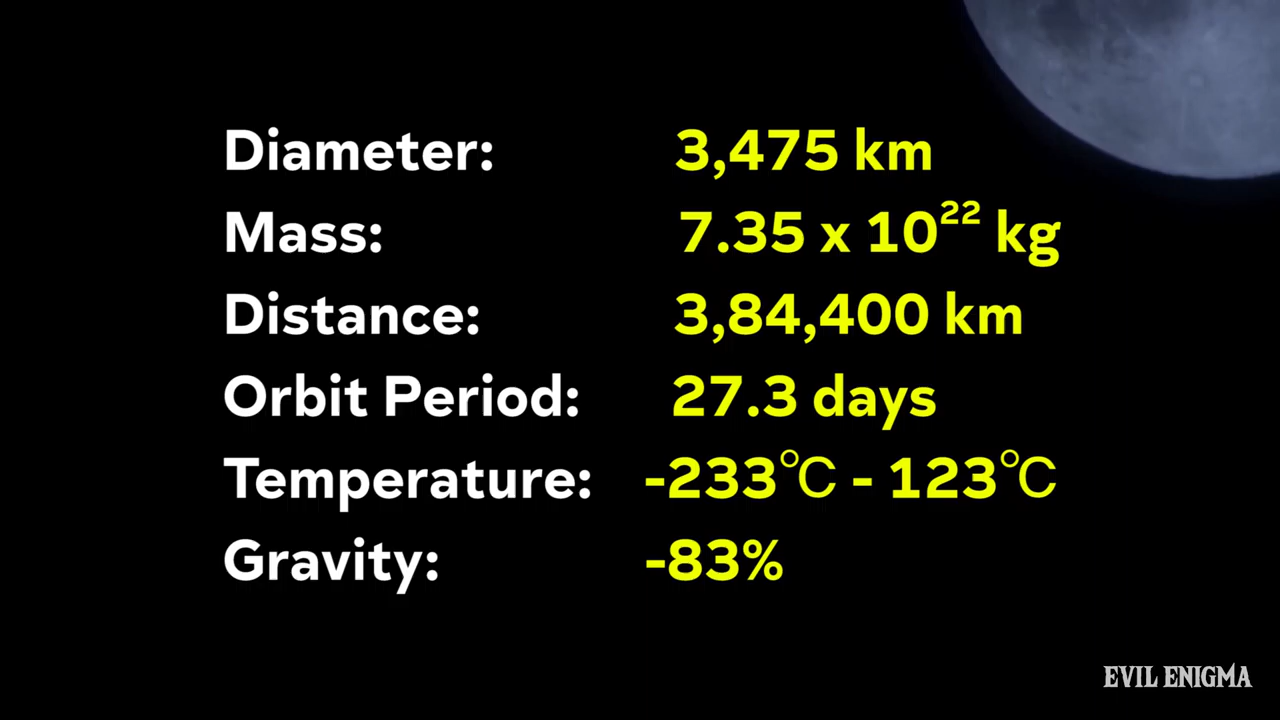 Diameter: 3,475 km
Mass: 7.35 x 10²² kg
Distance: 3,84,400 km
Orbit Period: 27.3 days
Temperature: -233℃ - 123℃
Gravity: -83%
EVIL ENIGMA